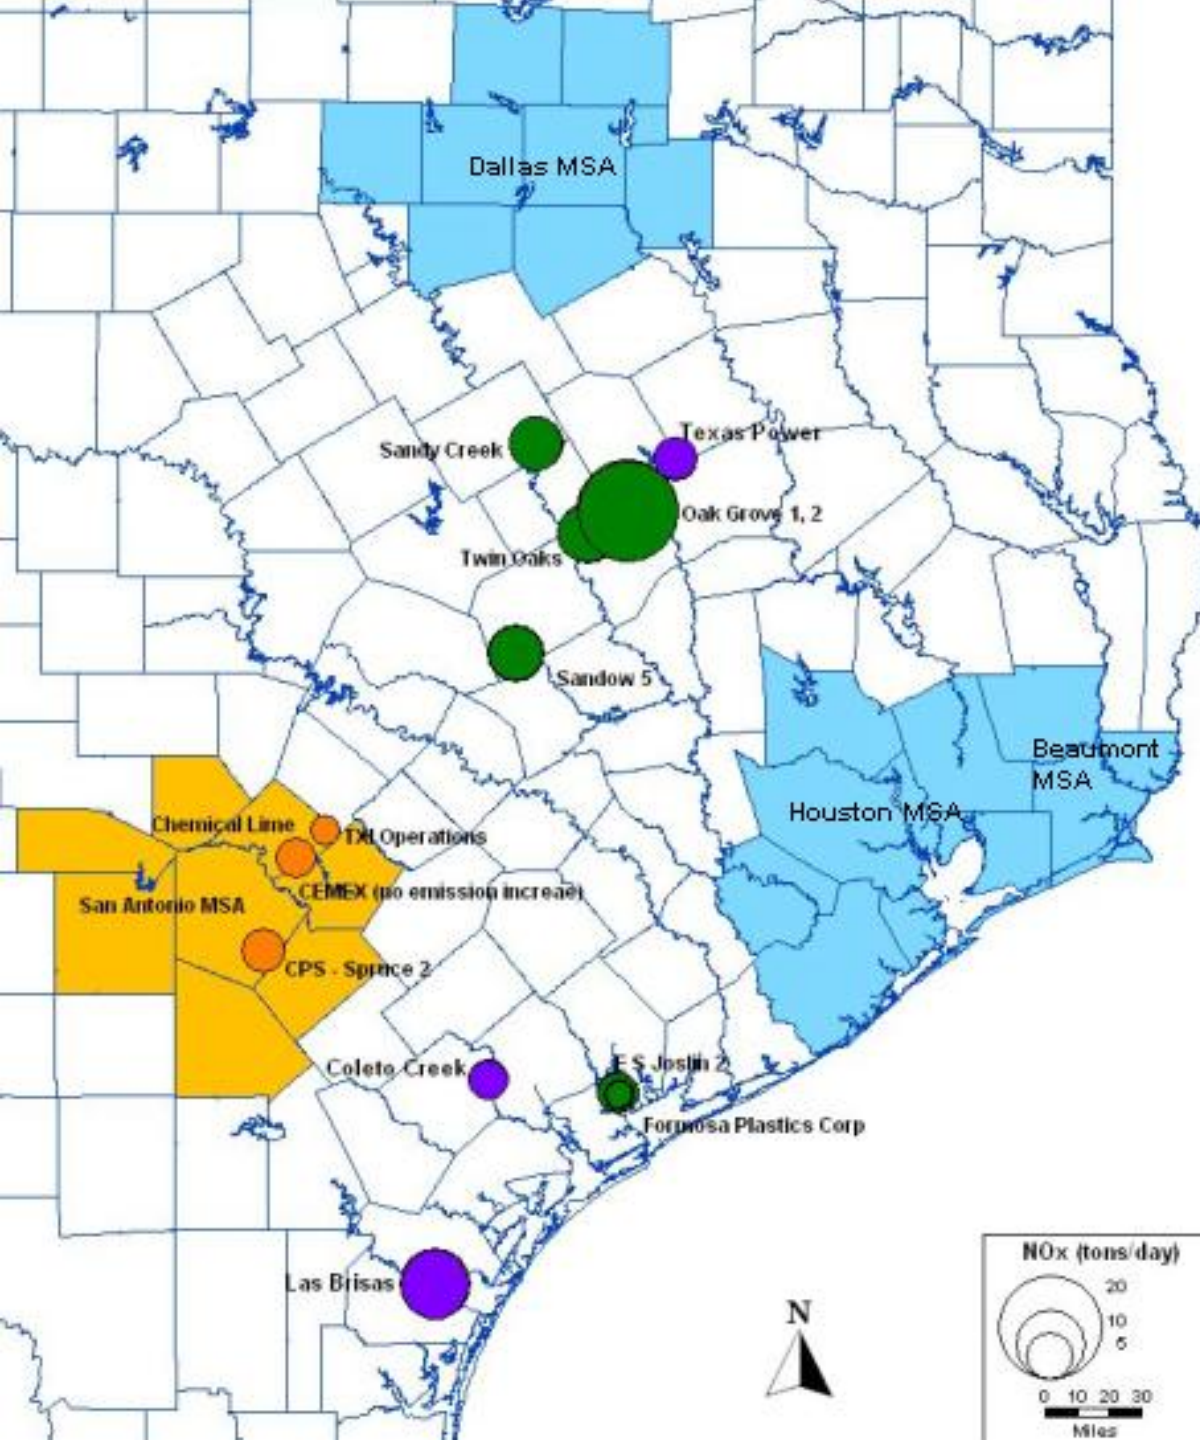 Dallas MSA
Texas Power
Sandy Creek
Oak Grove 1, 2
Twin Oaks
Sandow 5
Beaumont
MSA
Houston MSA
Chemical Lime
TXI Operations
CEMEX (no emission increae)
San Antonio MSA
CPS - Spruce 2
Coleto Creek
E S Joslin 2
Formosa Plastics Corp
Las Brisas
NOx (tons/day)
20
10
5
N
0 10 20 30
Miles